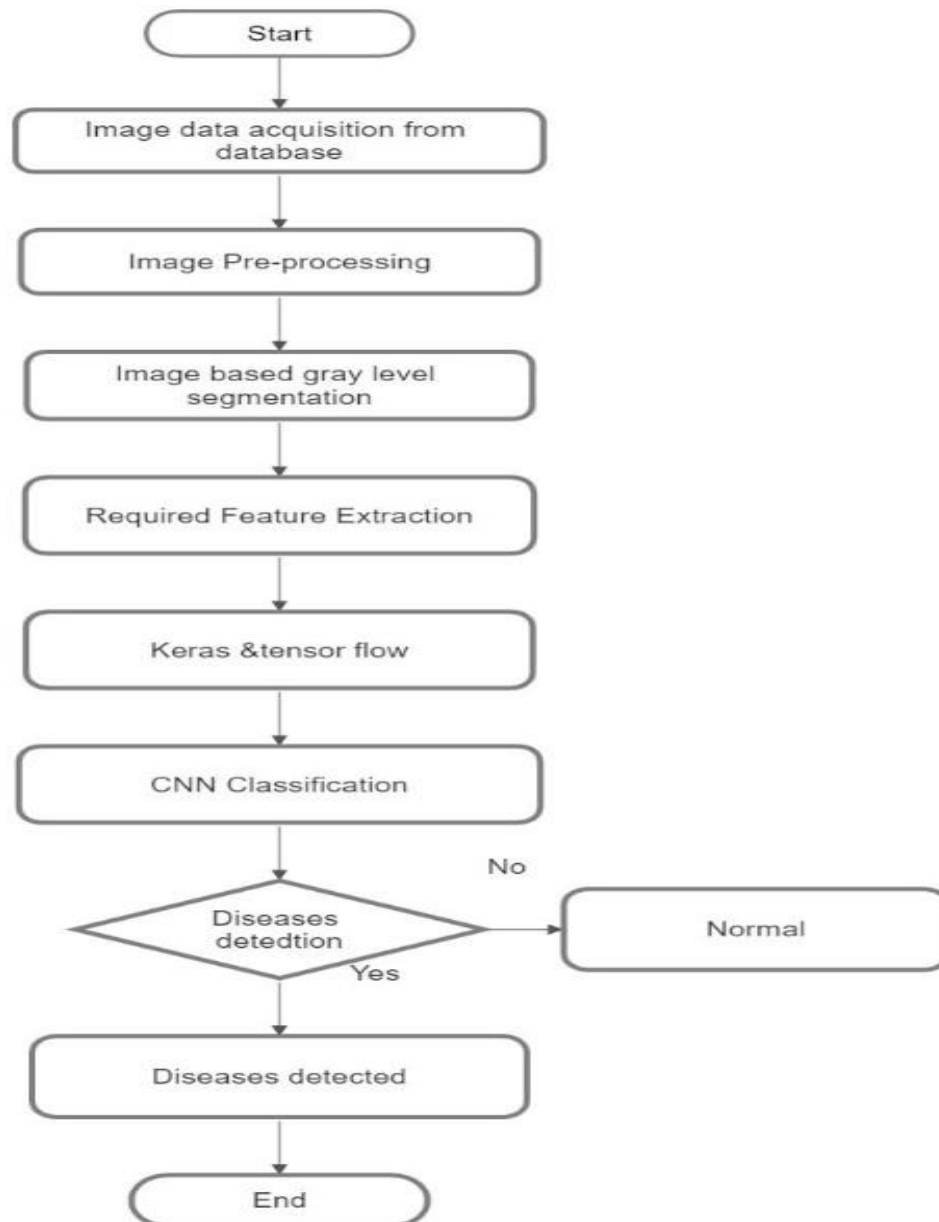 Start
Image data acquisition from
database
Image Pre-processing
Image based gray level
segmentation
Required Feature Extraction
Keras &tensor flow
CNN Classification
No
Diseases
detedtion
Normal
Yes
Diseases detected
End